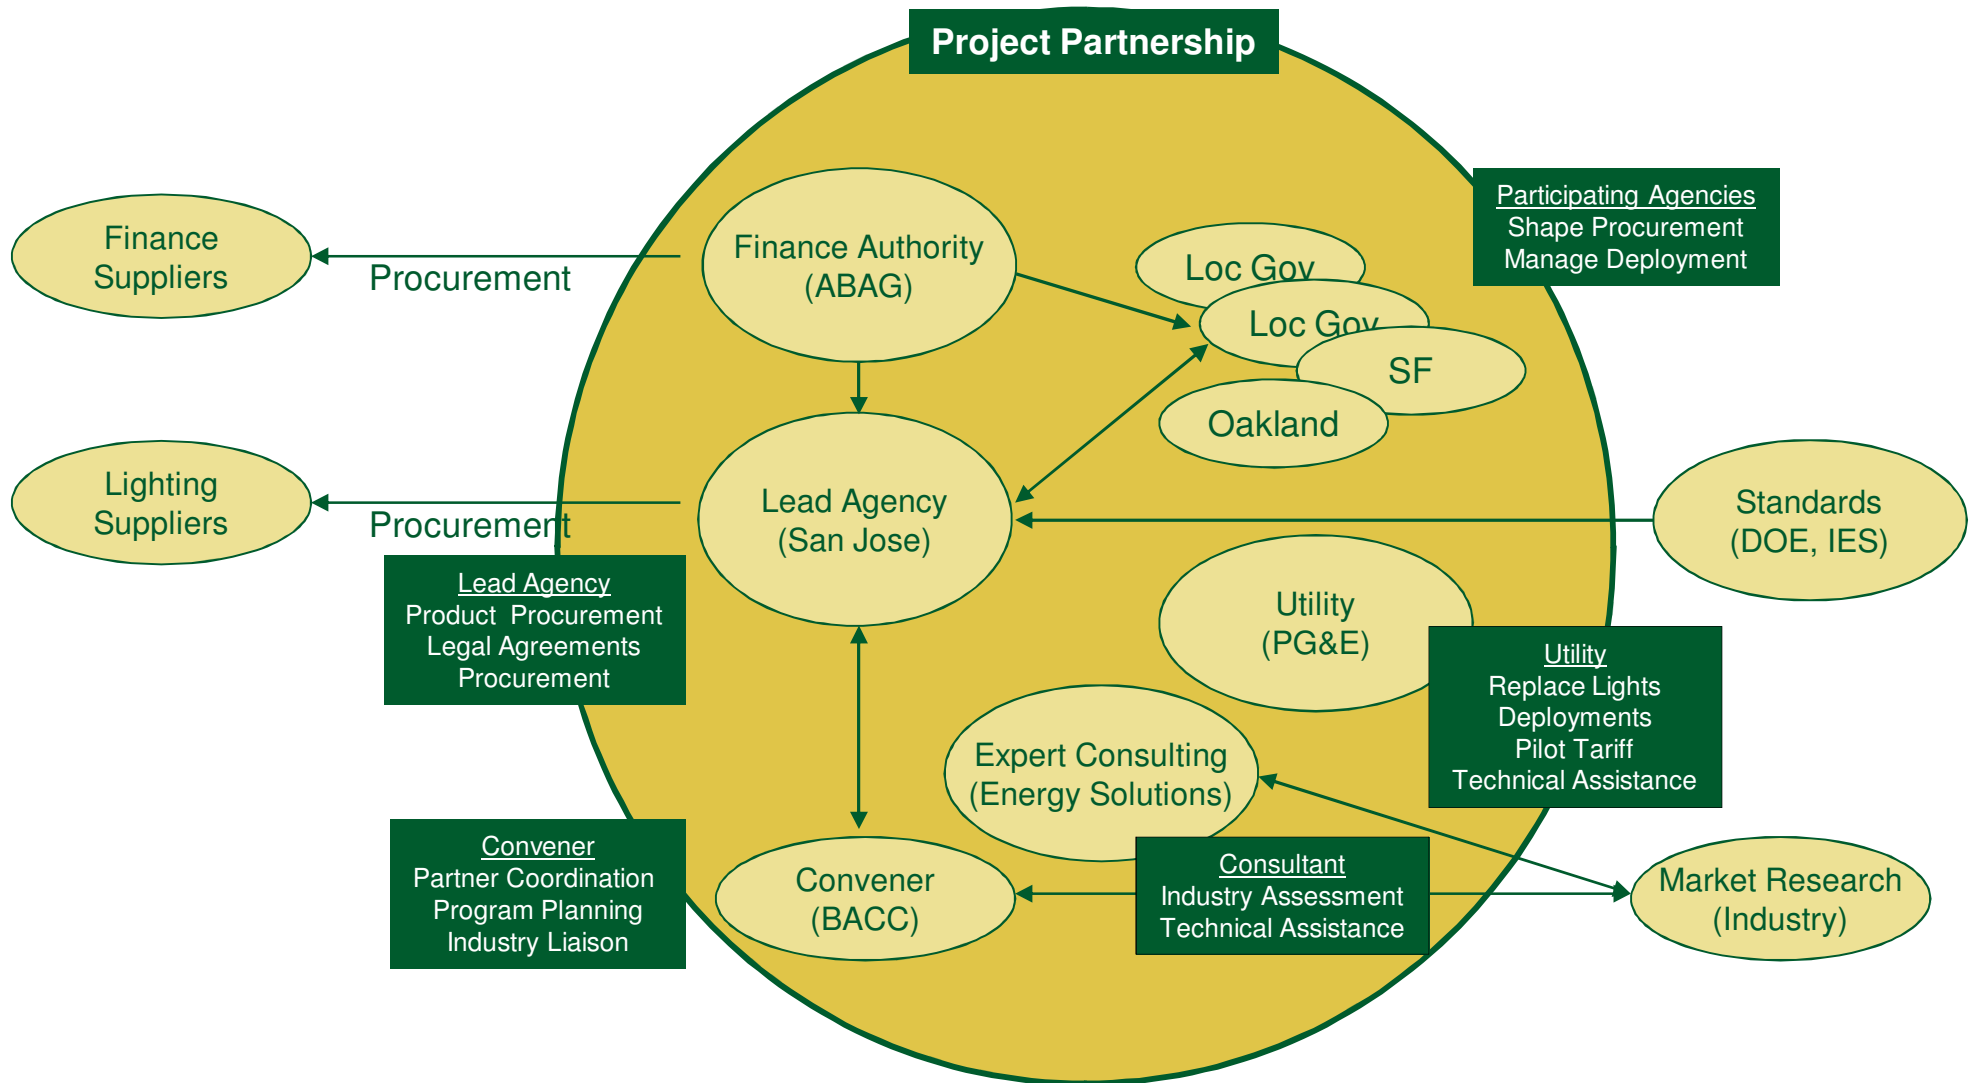 Project Partnership
Participating Agencies
Shape Procurement
Manage Deployment
Finance
Suppliers
Procurement
Finance Authority
(ABAG)
Loc Gov
Loc Gov
SF
Oakland
Lighting
Suppliers
Procurement
Lead Agency
(San Jose)
Standards
(DOE, IES)
Lead Agency
Product Procurement
Legal Agreements
Procurement
Utility
(PG&E)
Utility
Replace Lights
Deployments
Pilot Tariff
Technical Assistance
Expert Consulting
(Energy Solutions)
Convener
Partner Coordination
Program Planning
Industry Liaison
Convener
(BACC)
Consultant
Industry Assessment
Technical Assistance
Market Research
(Industry)